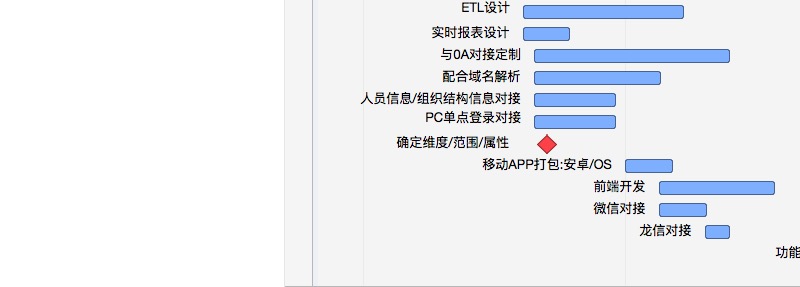 ETL设计
实时报表设计
与0A对接定制
配合域名解析
人员信息/组织结构信息对接
PC单点登录对接
确定维度/范围/属性
移动APP打包:安卓/OS
前端开发
微信对接
龙信对接
功能